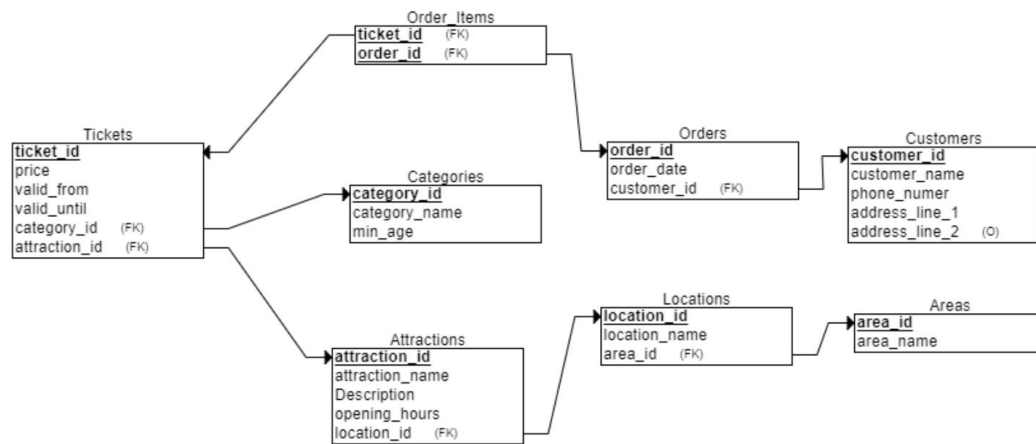 Order_Items
ticket_id (FK)
order_id (FK)
Tickets
ticket_id
price
valid_from
valid_until
category_id (FK)
attraction_id (FK)
Categories
category_id
category_name
min_age
Orders
order_id
order_date
customer_id (FK)
Customers
customer_id
customer_name
phone_numer
address_line_1
address_line_2 (O)
Attractions
attraction_id
attraction_name
Description
opening_hours
location_id (FK)
Locations
location_id
location_name
area_id (FK)
Areas
area_id
area_name